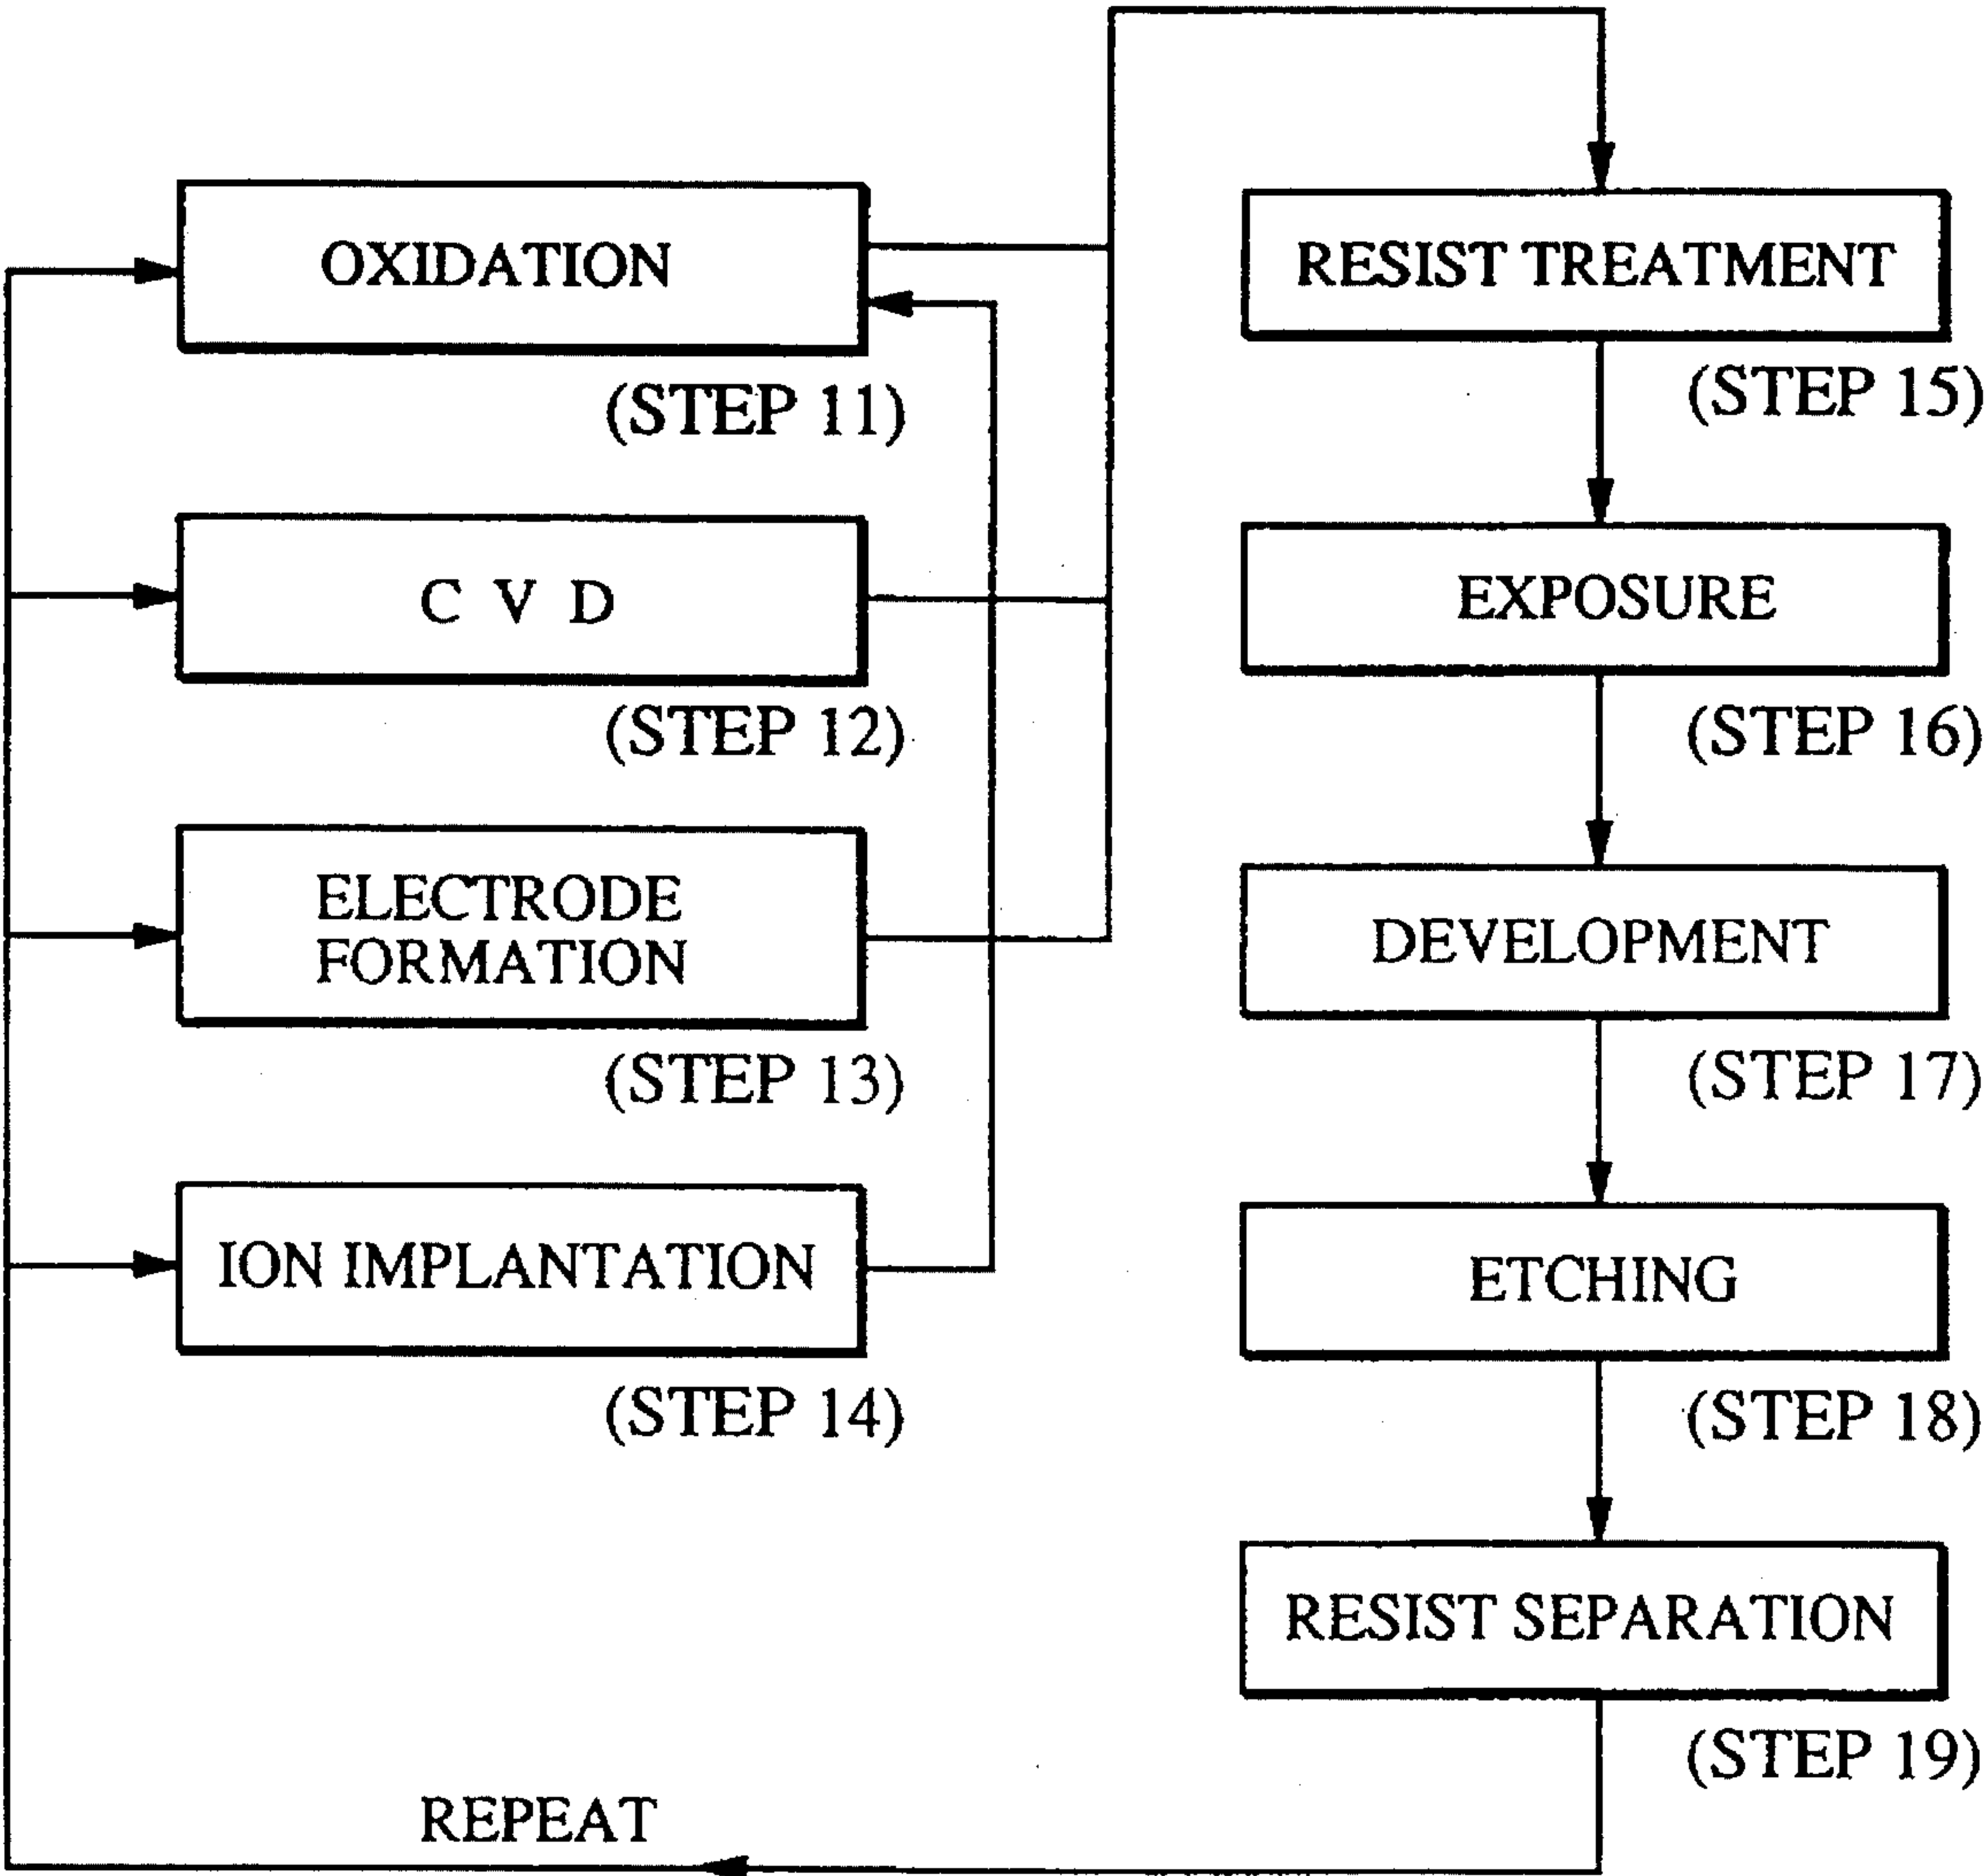 OXIDATION
(STEP 11)
C V D
(STEP 12)
ELECTRODE
FORMATION
(STEP 13)
ION IMPLANTATION
(STEP 14)
RESIST TREATMENT
(STEP 15)
EXPOSURE
(STEP 16)
DEVELOPMENT
(STEP 17)
ETCHING
(STEP 18)
RESIST SEPARATION
(STEP 19)
REPEAT